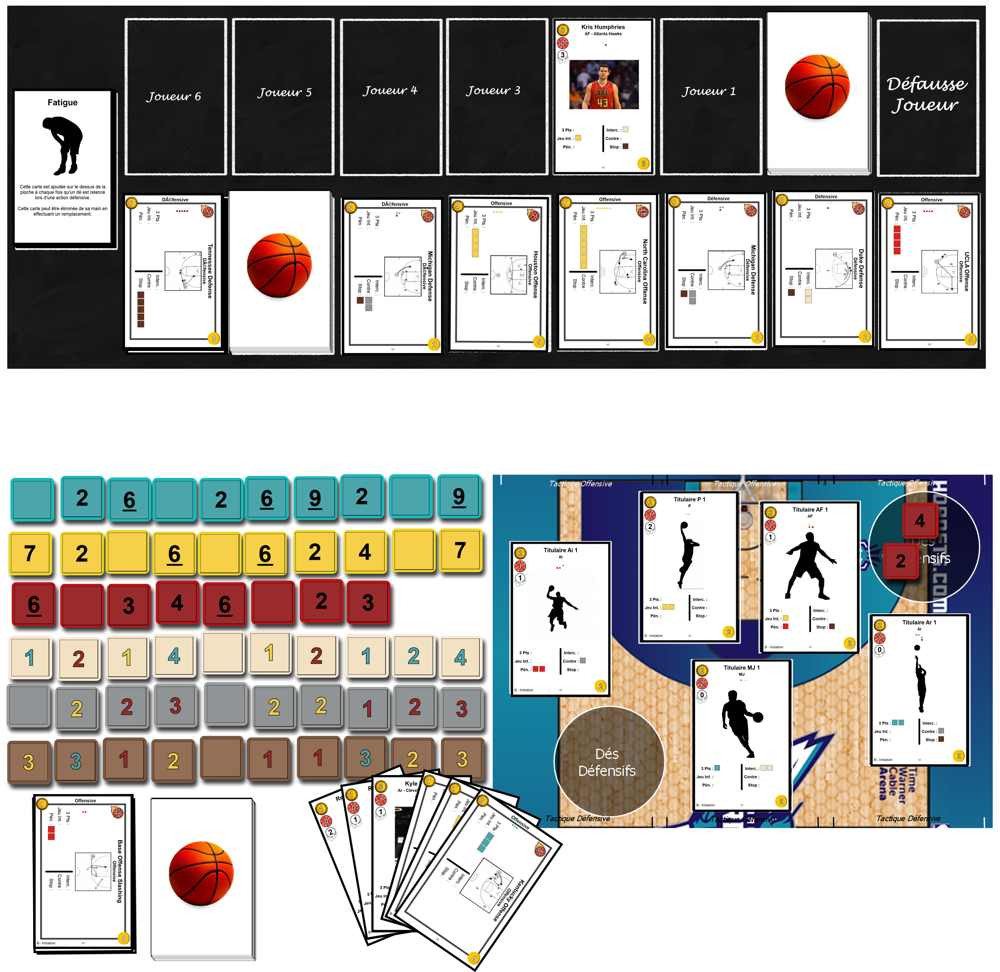 Joueur 6
Joueur 5
Joueur 4
Joueur 3
3
Kris Humphries
AF - Atlanta Hawks
0
3
ATL
43
3 Pts :
Interc. :
Jeu Int. :
Contre :
Pén. :
Stop :
V2
3
Joueur 1
Défausse
Joueur
Fatigue
Cette carte est ajoutée sur le dessus de la
pioche à chaque fois qu'un dé est relancé
lors d'une action défensive.
Cette carte peut être éliminée de sa main en
effectuant un remplacement.
6
DÃ©fensive
7
3 Pts :
Jeu Int. :
Pén. :
Tennessee Defense
DÃ©fensive
Interc. :
Contre :
Stop :
8
3
DÃ©fensive
3
3 Pts :
Jeu Int. :
Pén. :
Michigan Defense
DÃ©fensive
Interc. :
Contre :
Stop :
V2
2
4
Offensive
7
3 Pts :
Jeu Int. :
Pén. :
Houston Offense
Offensive
Interc. :
Contre :
Stop :
V2
5
7
Offensive
11
3 Pts :
Jeu Int. :
Pén. :
North Carolina Offense
Offensive
Interc. :
Contre :
Stop :
V2
11
3
Défensive
3
3 Pts :
Jeu Int. :
Pén. :
Michigan Defense
Défensive
Interc. :
Contre :
Stop :
V2
2
3
Défensive
3
3 Pts :
Jeu Int. :
Pén. :
Duke Defense
Défensive
Interc. :
Contre :
Stop :
V2
2
4
Offensive
7
3 Pts :
Jeu Int. :
Pén. :
UCLA Offense
Offensive
Interc. :
Contre :
Stop :
V2
5
2 6 2 6 9 2 9
7 2 6 6 2 4 7
6 3 4 6 2 3
1 2 1 4 1 2 1 2 4
2 2 3 2 2 1 2 3
3 3 1 2 1 1 3 2 3
Tactique Offensive
Tactique Offensive
Tactique Offensive
2
Titulaire Ai 1
Ai
1
1
3 Pts :
Interc. :
Jeu Int. :
Contre :
Pén. :
Stop :
B - Initiation
V2
2
2
Titulaire P 1
P
1
2
3 Pts :
Interc. :
Jeu Int. :
Contre :
Pén. :
Stop :
B - Initiation
V2
2
2
Titulaire AF 1
AF
1
1
3 Pts :
Interc. :
Jeu Int. :
Contre :
Pén. :
Stop :
B - Initiation
V2
2
4
2
ensifs
2
Titulaire Ar 1
Ar
1
0
3 Pts :
Interc. :
Jeu Int. :
Contre :
Pén. :
Stop :
B - Initiation
V2
2
2
Titulaire MJ 1
MJ
2
0
3 Pts :
Interc. :
Jeu Int. :
Contre :
Pén. :
Stop :
B - Initiation
V2
2
Dés
Défensifs
Time
Warner
Cable
Arena
Tactique Défensive
Tactique Défensive
Tactique Défensive
1
Offensive
3
3 Pts :
Jeu Int. :
Pén. :
Base Offense Slashing
Offensive
Interc. :
Contre :
Stop :
B - Initiation
V2
0
1
0
2
1
0
1
3
Kyle
Ar - Clevel
1
1
3 Pts
Jeu In
1
Pén. :
1
Pén. :
3
Offensive
5
3 Pts :
Jeu Int. :
Pén. :
Kentucky Offense
Offensive
Interc. :
Contre :
Stop :
V2
2